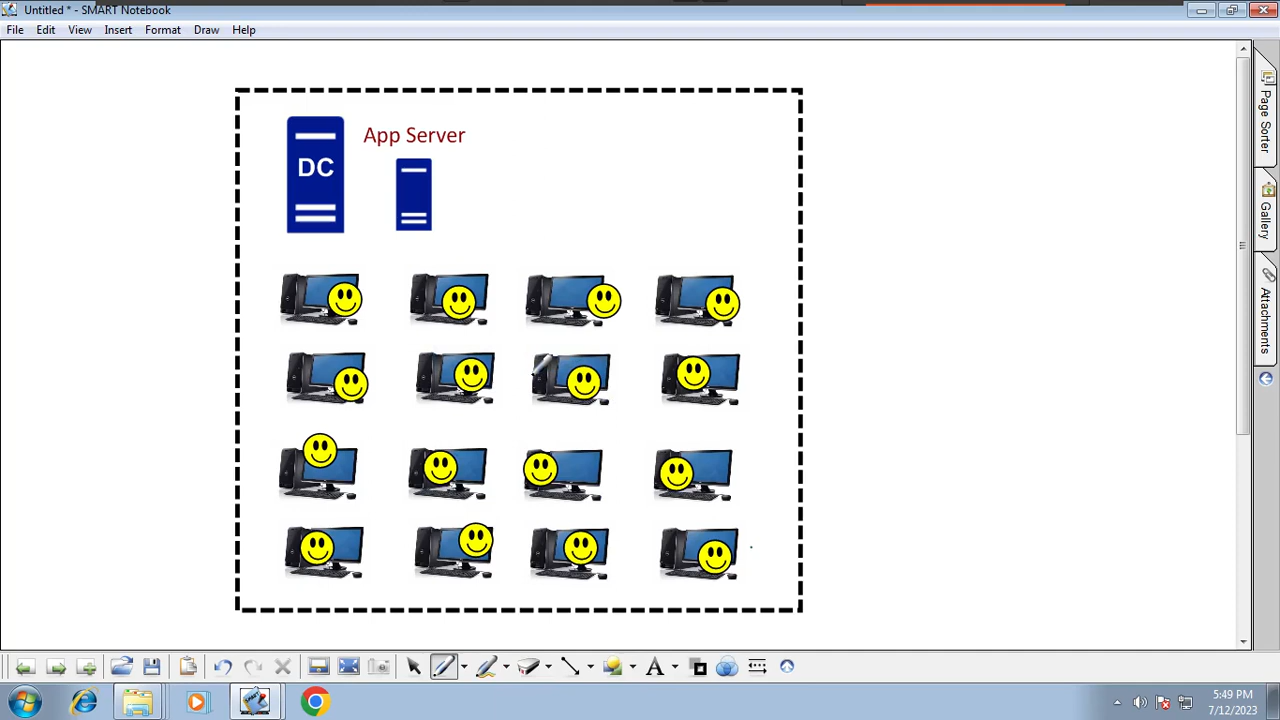 Untitled * - SMART Notebook
File Edit View Insert Format Draw Help
App Server
DC
Page Sorter
Gallery
Attachments
A
5:49 PM
7/12/2023